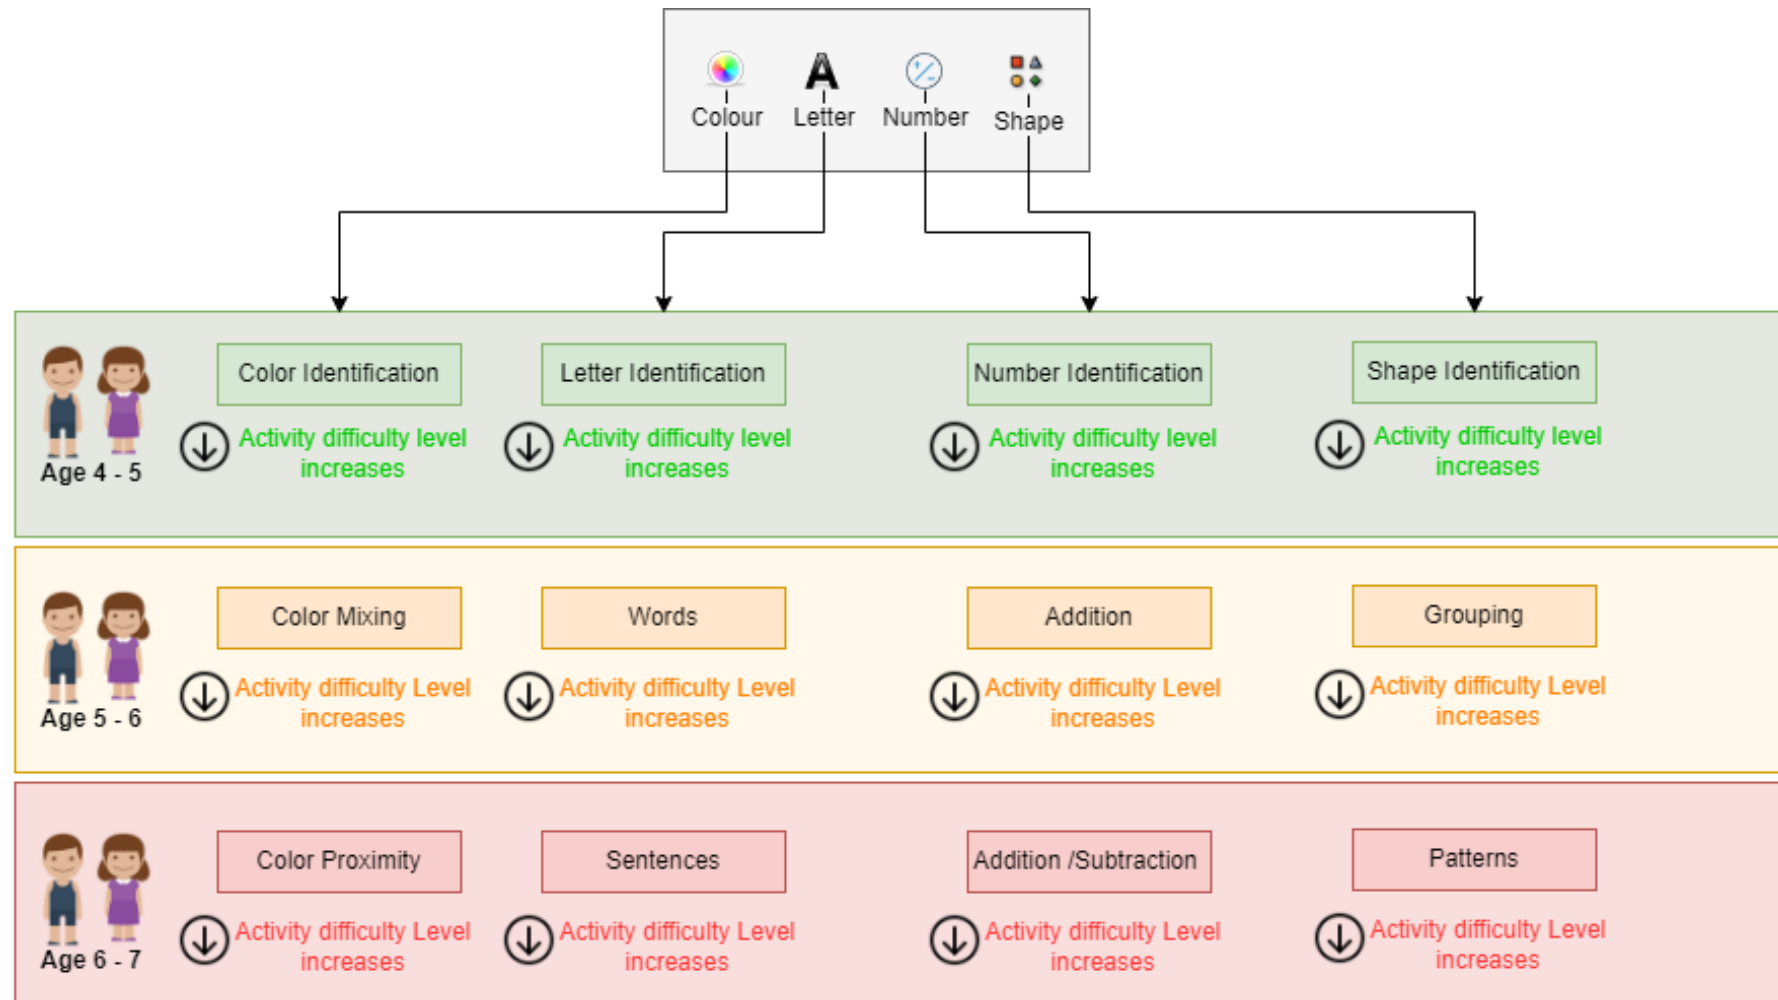 Colour
Letter
Number
Shape
Color Identification
Letter Identification
Number Identification
Shape Identification
Activity difficulty level
increases
Activity difficulty level
increases
Activity difficulty level
increases
Activity difficulty level
increases
Age 4 - 5
Color Mixing
Words
Addition
Grouping
Activity difficulty Level
increases
Activity difficulty Level
increases
Activity difficulty Level
increases
Activity difficulty Level
increases
Age 5 - 6
Color Proximity
Sentences
Addition /Subtraction
Patterns
Activity difficulty Level
increases
Activity difficulty Level
increases
Activity difficulty Level
increases
Activity difficulty Level
increases
Age 6 - 7